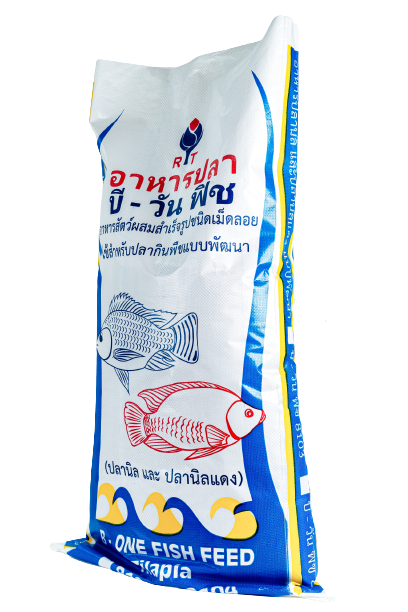 RT
อาหารปลา
บี - วัน ฟิช
อาหารสัตว์ผสมสำเร็จรูปชนิดเม็ดลอย
ใช้สำหรับปลากินพืชแบบพัฒนา
(ปลานิล และ ปลานิลแดง)
B - ONE FISH FEED
Tilapia